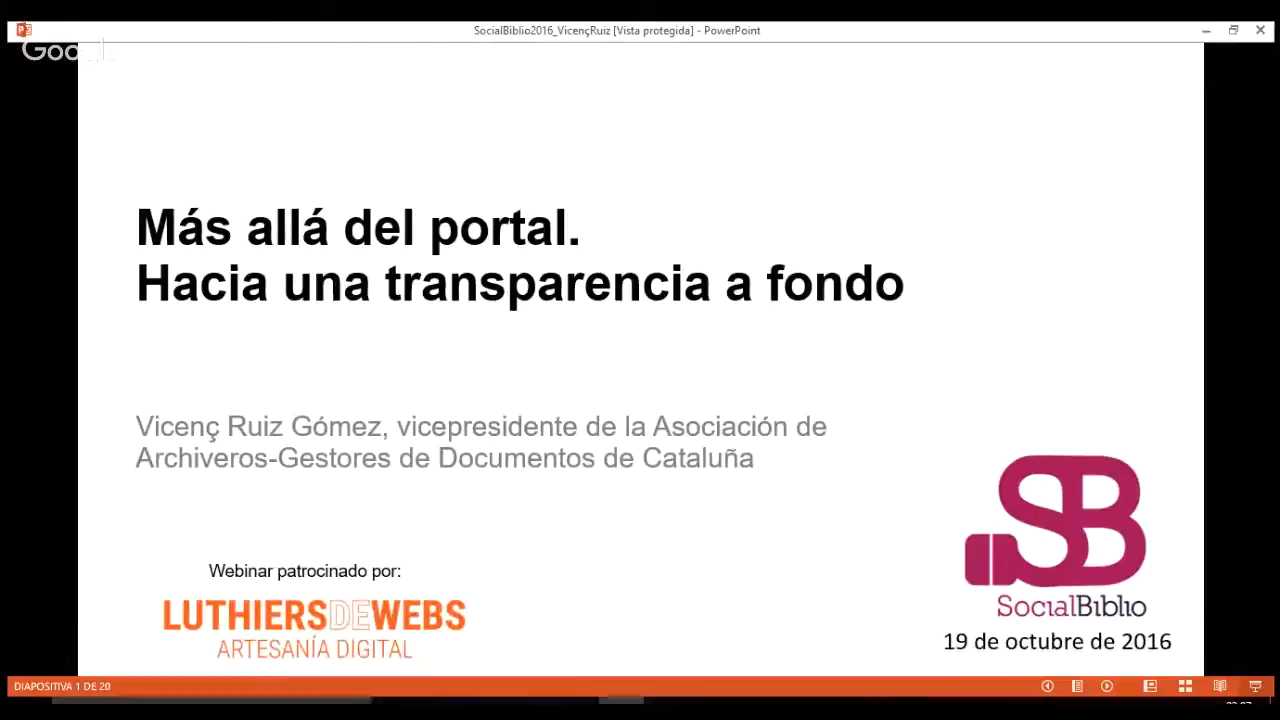 SocialBiblio2016_VicençRuiz [Vista protegida] - PowerPoint
Google
Más allá del portal.
Hacia una transparencia a fondo
Vicenç Ruiz Gómez, vicepresidente de la Asociación de
Archiveros-Gestores de Documentos de Cataluña
Webinar patrocinado por:
LUTHIERSDEWEBS
ARTESANÍA DIGITAL
SB
SocialBiblio
19 de octubre de 2016
DIAPOSITIVA 1 DE 20